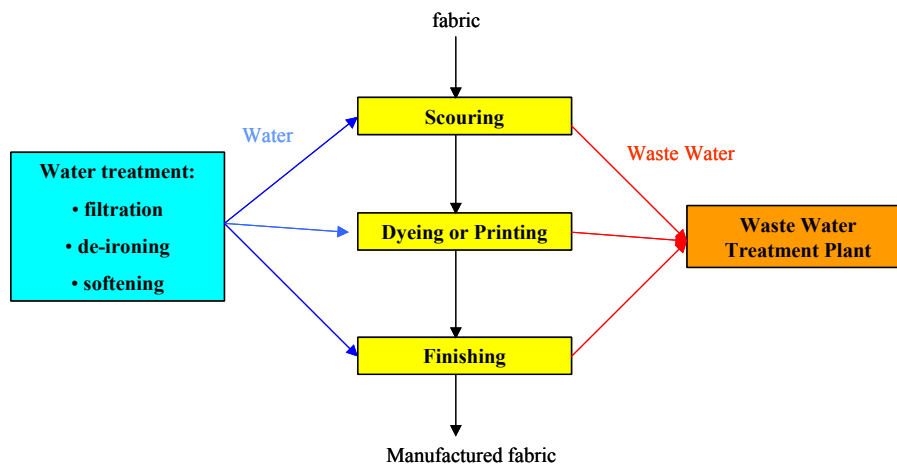 fabric
Scouring
Water
Waste Water
Water treatment:
• filtration
• de-ironing
• softening
Dyeing or Printing
Waste Water
Treatment Plant
Finishing
Manufactured fabric